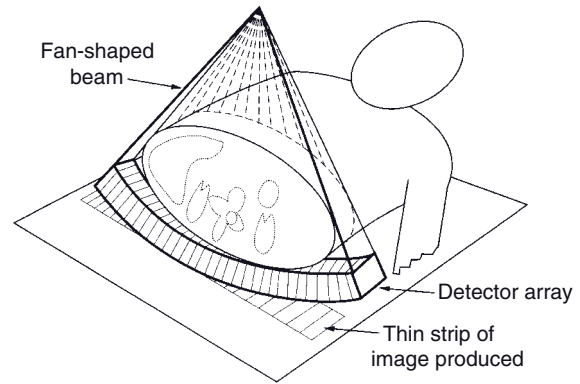 Fan-shaped
beam
Detector array
Thin strip of
image produced